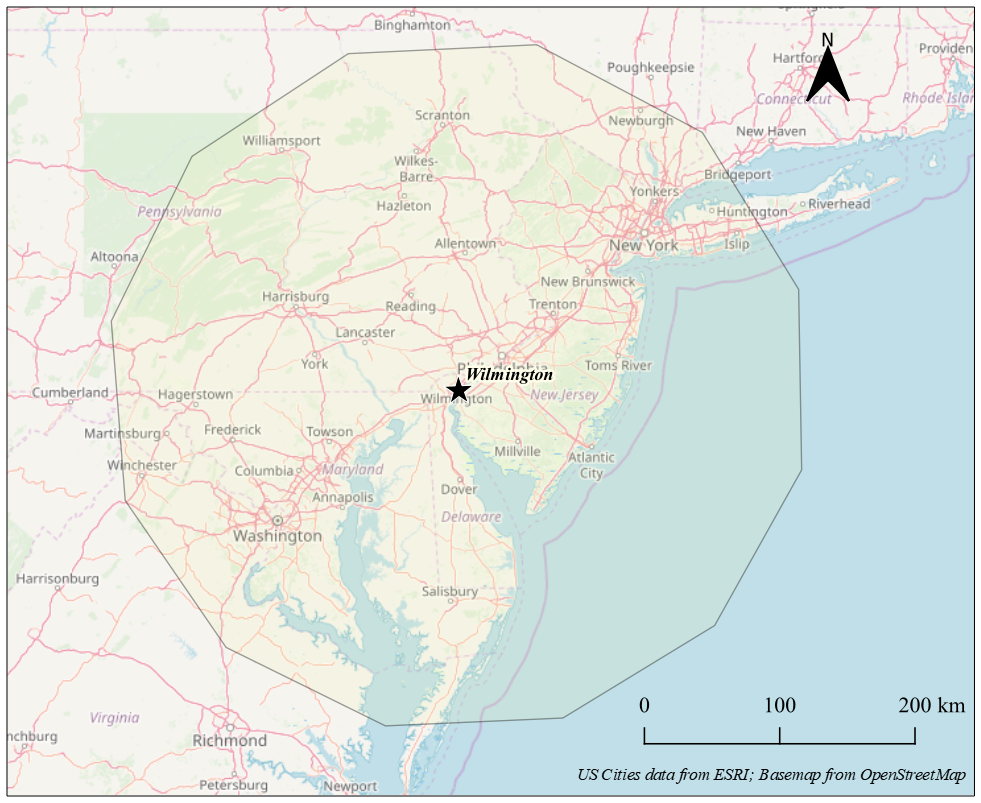 Binghamton
Springfield
N
Providen
Hartford
Poughkeepsie
Connecticut
Rhode Islan
Scranton
Newburgh
New Haven
Williamsport
Wilkes-
Barre
Bridgeport
Yonkers
Hazleton
Riverhead
Huntington
Pennsylvania
Allentown
New York
Islip
Altoona
New Brunswick
Harrisburg
Reading
Trenton
Lancaster
York
Toms River
Philadelphia
Wilmington
Cumberland
Hagerstown
Wilmington
New Jersey
Martinsburg
Frederick
Towson
Millville
Atlantic
City
Winchester
Columbia
Maryland
Dover
Annapolis
Delaware
Washington
Harrisonburg
Salisbury
0 100 200 km
Virginia
nchburg
Richmond
US Cities data from ESRI; Basemap from OpenStreetMap
Petersburg
Newport